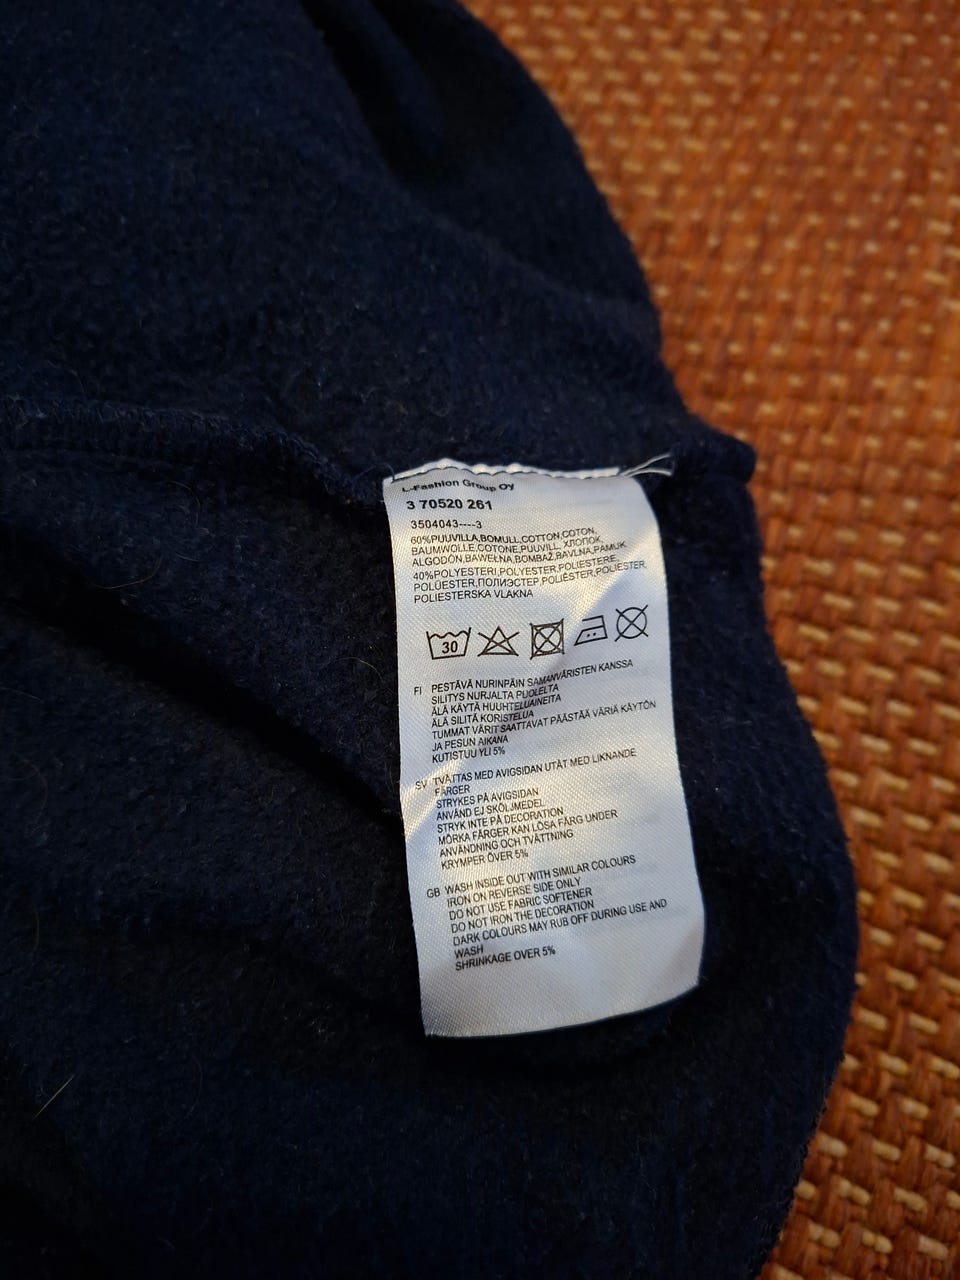 L-Fashion Group Oy
3 70520 261
3504043----3
60%PUUVILLA,BOMULL,COTTON,COTON,
BAUMWOLLE,COTONE,PUUVILL, ХЛОПОК,
ALGODÓN,BAWEŁNA,BOMBAŽ,BAVLNA,PAMUK
40%POLYESTERI,POLYESTER,POLIESTERE,
POLÜESTER,ПОЛИЭСТЕР,POLIÉSTER,POLIESTER,
POLIESTERSKA VLAKNA
30
FI PESTÄVÄ NURINPÄIN SAMANVÄRISTEN KANSSA
SILITYS NURJALTA PUOLELTA
ÄLÄ KÄYTÄ HUUHTELUAINEITA
ÄLÄ SILITÄ KORISTELUA
TUMMAT VÄRIT SAATTAVAT PÄÄSTÄÄ VÄRIÄ KÄYTÖN
JA PESUN AIKANA
KUTISTUU YLI 5%
SV TVÄTTAS MED AVIGSIDAN UTÅT MED LIKNANDE
FÄRGER
STRYKES PÅ AVIGSIDAN
ANVÄND EJ SKÖLJMEDEL
STRYK INTE PÅ DECORATION
MÖRKA FÄRGER KAN LÖSA FÄRG UNDER
ANVÄNDNING OCH TVÄTTNING
KRYMPER ÖVER 5%
GB WASH INSIDE OUT WITH SIMILAR COLOURS
IRON ON REVERSE SIDE ONLY
DO NOT USE FABRIC SOFTENER
DO NOT IRON THE DECORATION
DARK COLOURS MAY RUB OFF DURING USE AND
WASH
SHRINKAGE OVER 5%